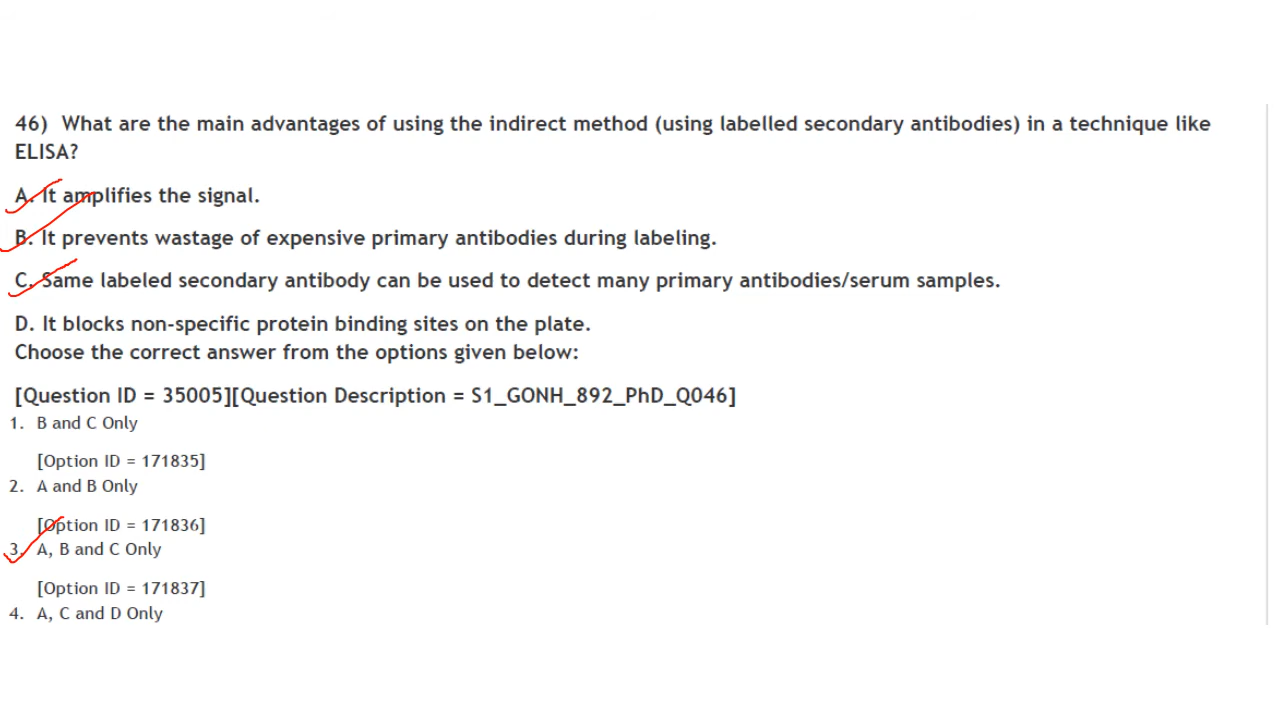 46) What are the main advantages of using the indirect method (using labelled secondary antibodies) in a technique like
ELISA?
A. It amplifies the signal.
B. It prevents wastage of expensive primary antibodies during labeling.
C. Same labeled secondary antibody can be used to detect many primary antibodies/serum samples.
D. It blocks non-specific protein binding sites on the plate.
Choose the correct answer from the options given below:
[Question ID = 35005][Question Description = S1_GONH_892_PhD_Q046]
1. B and C Only
[Option ID = 171835]
2. A and B Only
[Option ID = 171836]
3. A, B and C Only
[Option ID = 171837]
4. A, C and D Only